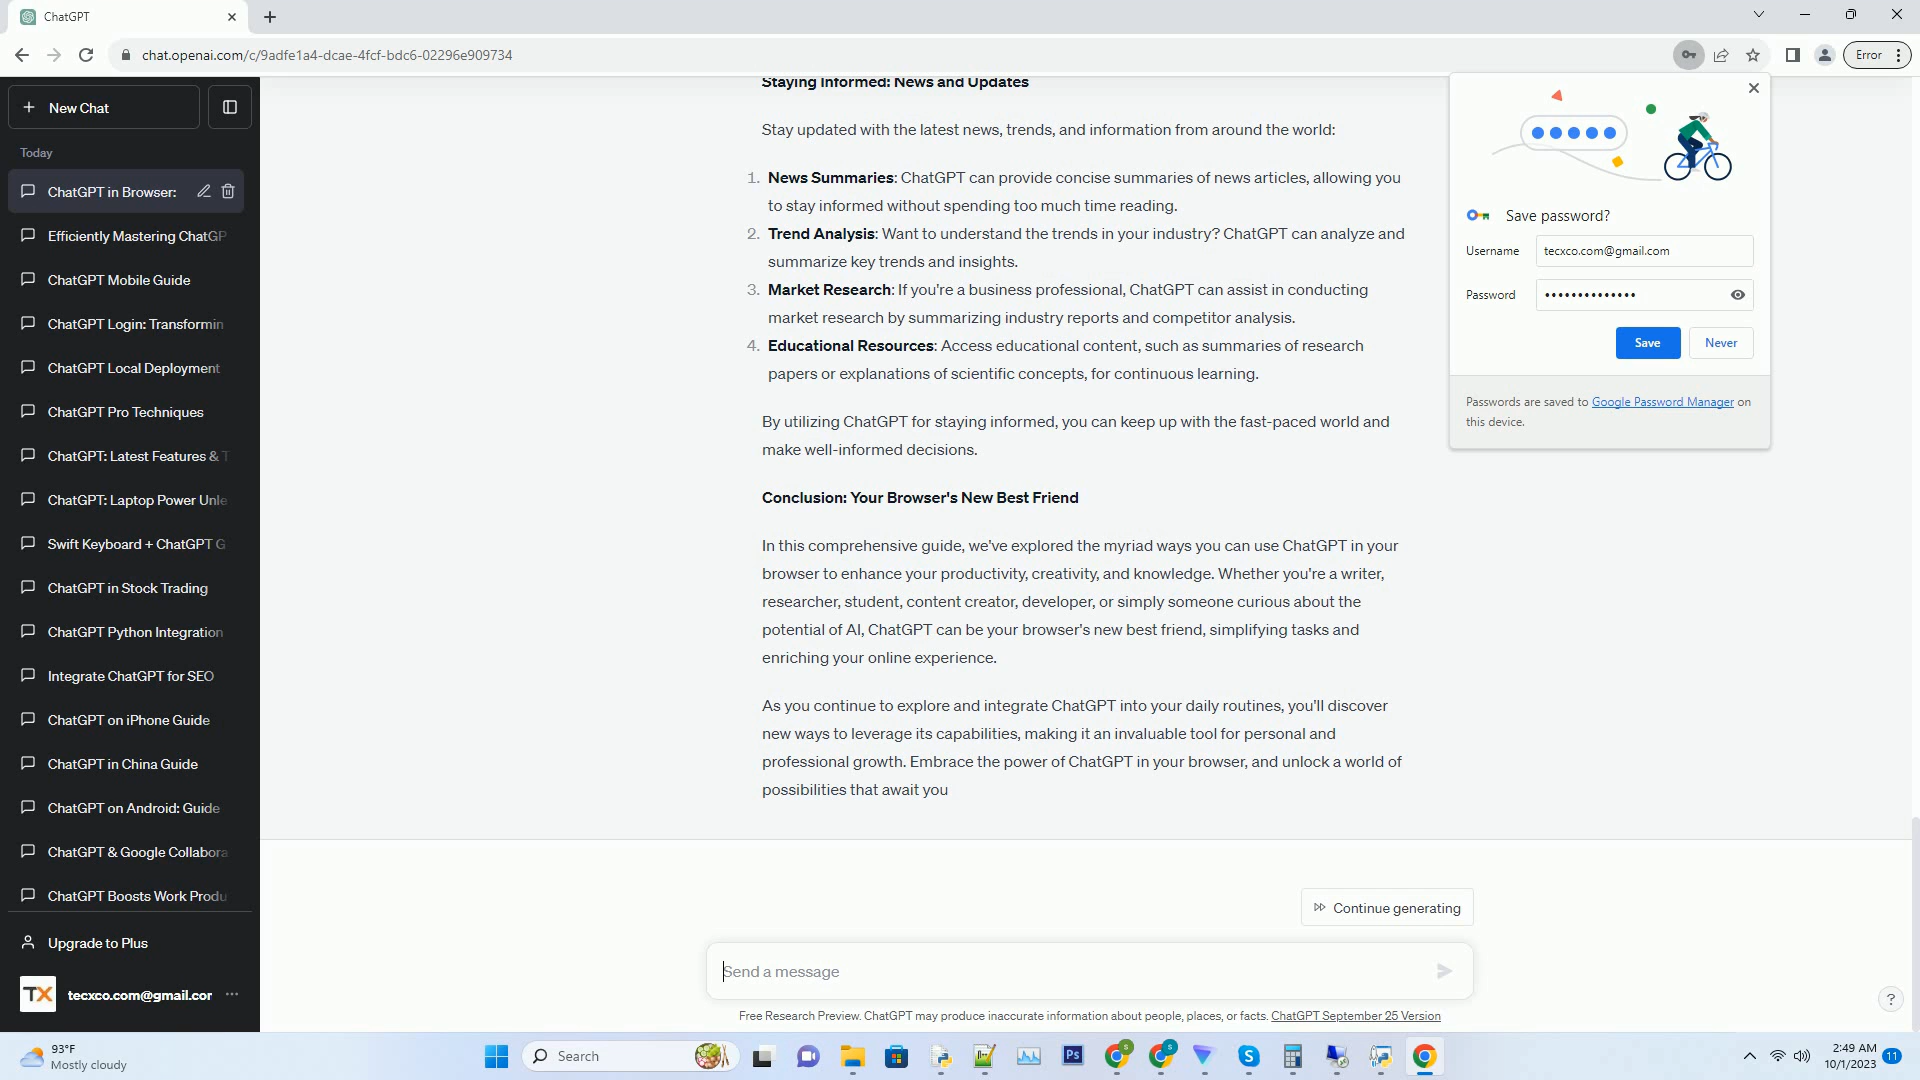 ChatGPT
chat.openai.com/c/9adfe1a4-dcae-4fcf-bdc6-02296e909734
Error
New Chat
Today
ChatGPT in Browser:
Efficiently Mastering ChatGP
ChatGPT Mobile Guide
ChatGPT Login: Transformin
ChatGPT Local Deployment
ChatGPT Pro Techniques
ChatGPT: Latest Features & T
ChatGPT: Laptop Power Unle
Swift Keyboard + ChatGPT G
ChatGPT in Stock Trading
ChatGPT Python Integration
Integrate ChatGPT for SEO
ChatGPT on iPhone Guide
ChatGPT in China Guide
ChatGPT on Android: Guide
ChatGPT & Google Collabora
ChatGPT Boosts Work Produ
Upgrade to Plus
TX
tecxco.com@gmail.cor
Staying Informed: News and Updates
Stay updated with the latest news, trends, and information from around the world:
1. News Summaries: ChatGPT can provide concise summaries of news articles, allowing you
to stay informed without spending too much time reading.
2. Trend Analysis: Want to understand the trends in your industry? ChatGPT can analyze and
summarize key trends and insights.
3. Market Research: If you're a business professional, ChatGPT can assist in conducting
market research by summarizing industry reports and competitor analysis.
4. Educational Resources: Access educational content, such as summaries of research
papers or explanations of scientific concepts, for continuous learning.
By utilizing ChatGPT for staying informed, you can keep up with the fast-paced world and
make well-informed decisions.
Conclusion: Your Browser's New Best Friend
In this comprehensive guide, we've explored the myriad ways you can use ChatGPT in your
browser to enhance your productivity, creativity, and knowledge. Whether you're a writer,
researcher, student, content creator, developer, or simply someone curious about the
potential of AI, ChatGPT can be your browser's new best friend, simplifying tasks and
enriching your online experience.
As you continue to explore and integrate ChatGPT into your daily routines, you'll discover
new ways to leverage its capabilities, making it an invaluable tool for personal and
professional growth. Embrace the power of ChatGPT in your browser, and unlock a world of
possibilities that await you
Save password?
Username tecxco.com@gmail.com
Password ••••••••••••••
Save Never
Passwords are saved to Google Password Manager on
this device.
Continue generating
Send a message
Free Research Preview. ChatGPT may produce inaccurate information about people, places, or facts. ChatGPT September 25 Version
?
93°F
Mostly cloudy
Search
Ps
S
S
2:49 AM
10/1/2023
11